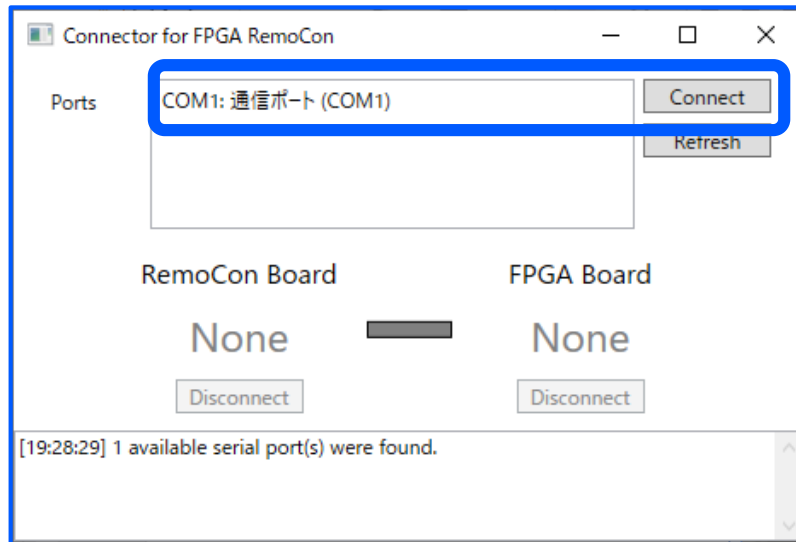 Connector for FPGA RemoCon
Ports
COM1: 通信ポート (COM1)
Connect
Refresh
RemoCon Board
FPGA Board
None
None
Disconnect
Disconnect
[19:28:29] 1 available serial port(s) were found.